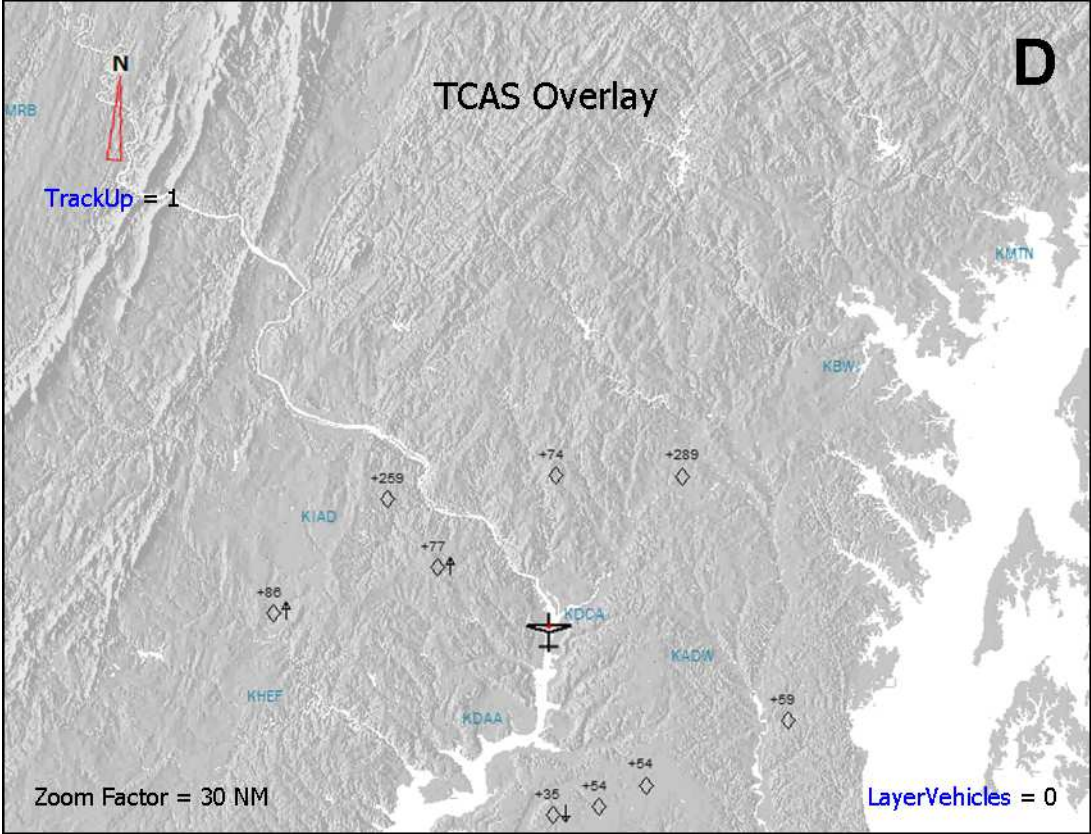 D
N
TCAS Overlay
MRB
TrackUp = 1
KMTN
KBW
+74
+289
+259
KIAD
+77
+86
KDCA
KADW
KHEF
+59
KDAA
+54
+54
+35
Zoom Factor = 30 NM
LayerVehicles = 0